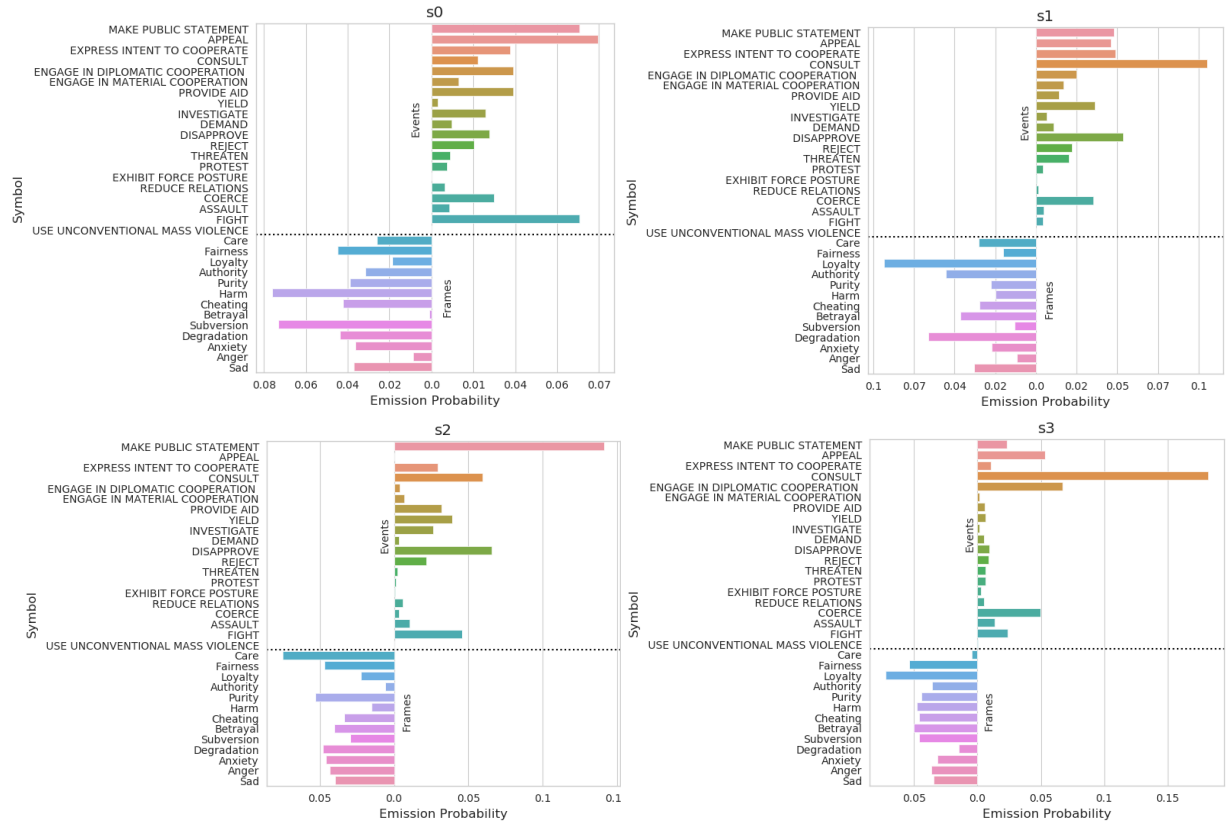 s0
MAKE PUBLIC STATEMENT
APPEAL
EXPRESS INTENT TO COOPERATE
CONSULT
ENGAGE IN DIPLOMATIC COOPERATION
ENGAGE IN MATERIAL COOPERATION
PROVIDE AID
YIELD
INVESTIGATE
DEMAND
DISAPPROVE
REJECT
THREATEN
PROTEST
EXHIBIT FORCE POSTURE
REDUCE RELATIONS
COERCE
ASSAULT
FIGHT
USE UNCONVENTIONAL MASS VIOLENCE
Care
Fairness
Loyalty
Authority
Purity
Harm
Cheating
Betrayal
Subversion
Degradation
Anxiety
Anger
Sad
Symbol
Events
Frames
0.08 0.06 0.04 0.02 0.0 0.01 0.04 0.05 0.07
Emission Probability
s1
MAKE PUBLIC STATEMENT
APPEAL
EXPRESS INTENT TO COOPERATE
CONSULT
ENGAGE IN DIPLOMATIC COOPERATION
ENGAGE IN MATERIAL COOPERATION
PROVIDE AID
YIELD
INVESTIGATE
DEMAND
DISAPPROVE
REJECT
THREATEN
PROTEST
EXHIBIT FORCE POSTURE
REDUCE RELATIONS
COERCE
ASSAULT
FIGHT
USE UNCONVENTIONAL MASS VIOLENCE
Care
Fairness
Loyalty
Authority
Purity
Harm
Cheating
Betrayal
Subversion
Degradation
Anxiety
Anger
Sad
Symbol
Events
Frames
0.1 0.07 0.04 0.02 0.0 0.02 0.05 0.07 0.1
Emission Probability
s2
MAKE PUBLIC STATEMENT
APPEAL
EXPRESS INTENT TO COOPERATE
CONSULT
ENGAGE IN DIPLOMATIC COOPERATION
ENGAGE IN MATERIAL COOPERATION
PROVIDE AID
YIELD
INVESTIGATE
DEMAND
DISAPPROVE
REJECT
THREATEN
PROTEST
EXHIBIT FORCE POSTURE
REDUCE RELATIONS
COERCE
ASSAULT
FIGHT
USE UNCONVENTIONAL MASS VIOLENCE
Care
Fairness
Loyalty
Authority
Purity
Harm
Cheating
Betrayal
Subversion
Degradation
Anxiety
Anger
Sad
Symbol
Events
Frames
0.05 0.0 0.05 0.1 0.1
Emission Probability
s3
MAKE PUBLIC STATEMENT
APPEAL
EXPRESS INTENT TO COOPERATE
CONSULT
ENGAGE IN DIPLOMATIC COOPERATION
ENGAGE IN MATERIAL COOPERATION
PROVIDE AID
YIELD
INVESTIGATE
DEMAND
DISAPPROVE
REJECT
THREATEN
PROTEST
EXHIBIT FORCE POSTURE
REDUCE RELATIONS
COERCE
ASSAULT
FIGHT
USE UNCONVENTIONAL MASS VIOLENCE
Care
Fairness
Loyalty
Authority
Purity
Harm
Cheating
Betrayal
Subversion
Degradation
Anxiety
Anger
Sad
Symbol
Events
Frames
0.05 0.0 0.05 0.10 0.15
Emission Probability